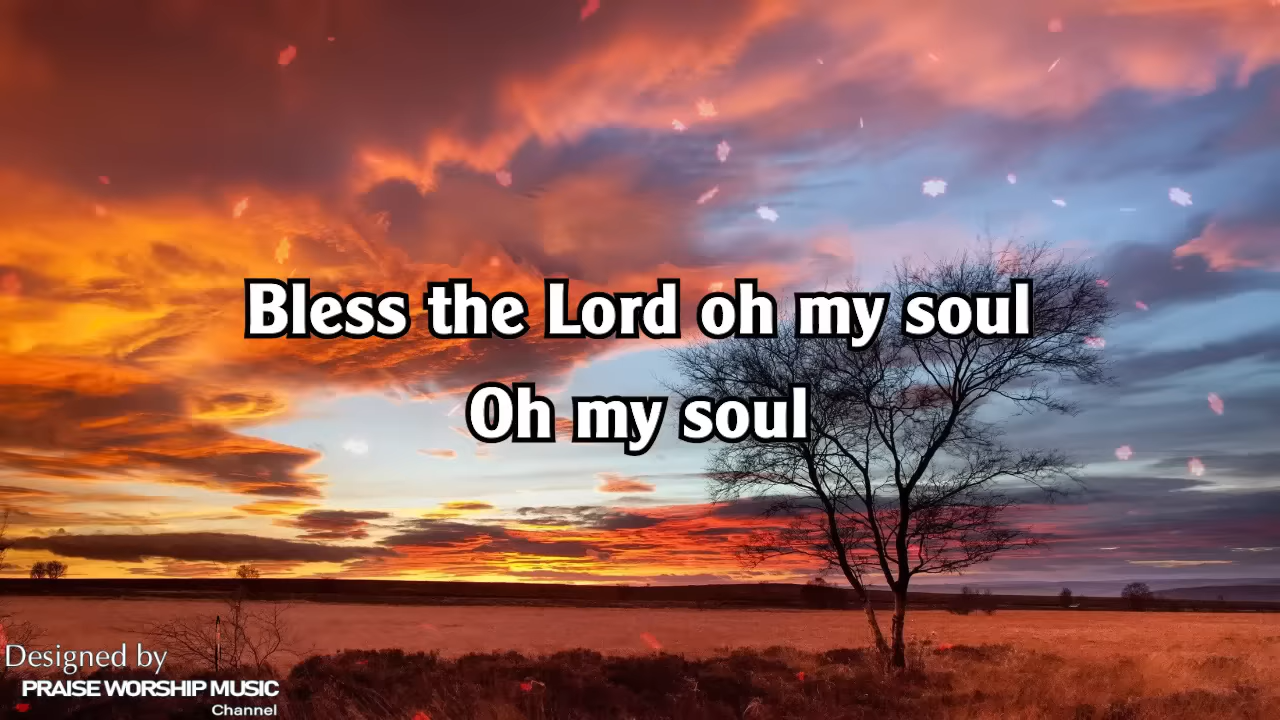 Bless the Lord oh my soul
Oh my soul
Designed by
PRAISE WORSHIP MUSIC
Channel